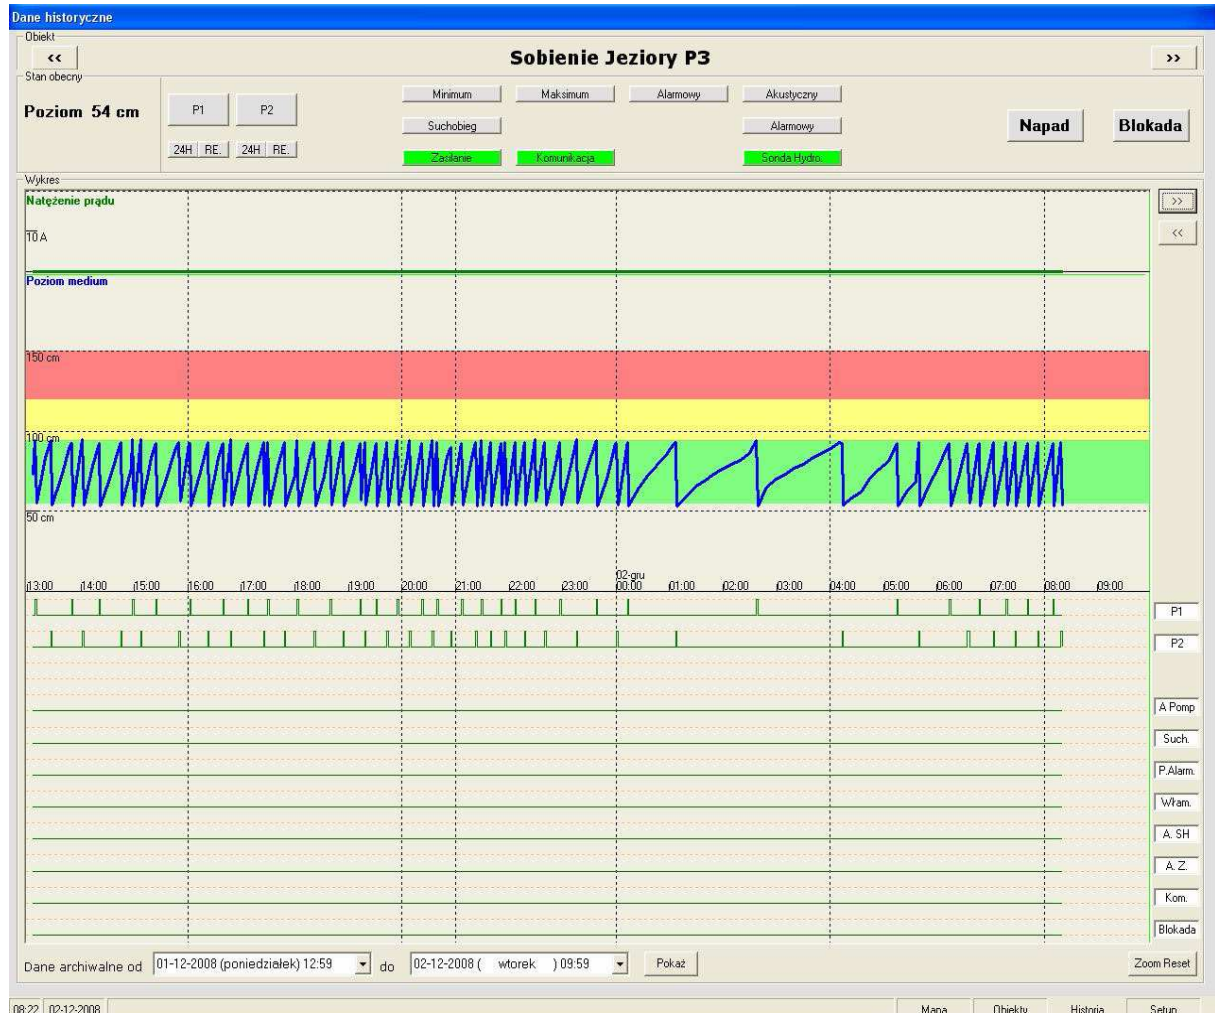 Dane historyczne
Obiekt
<< Sobienie Jeziory P3 >>
Stan obecny
Minimum Maksimum Alarmowy Akustyczny
Poziom 54 cm P1 P2
Suchobieg Alarmowy Napad Blokada
24H RE. 24H RE.
Zasilanie Komunikacja Sonda Hydro.
Wykres
Natężenie prądu >>
10 A <<
Poziom medium
150 cm
100 cm
50 cm
02-gru
13:00 14:00 15:00 16:00 17:00 18:00 19:00 20:00 21:00 22:00 23:00 00:00 01:00 02:00 03:00 04:00 05:00 06:00 07:00 08:00 09:00
P1
P2
A Pomp
Such.
P.Alarm.
Włam.
A. SH
A. Z.
Kom.
Blokada
Dane archiwalne od 01-12-2008 (poniedziałek) 12:59 do 02-12-2008 ( wtorek ) 09:59 Pokaż Zoom Reset
08:22 02-12-2008 Mapa Obiekty Historia Setup